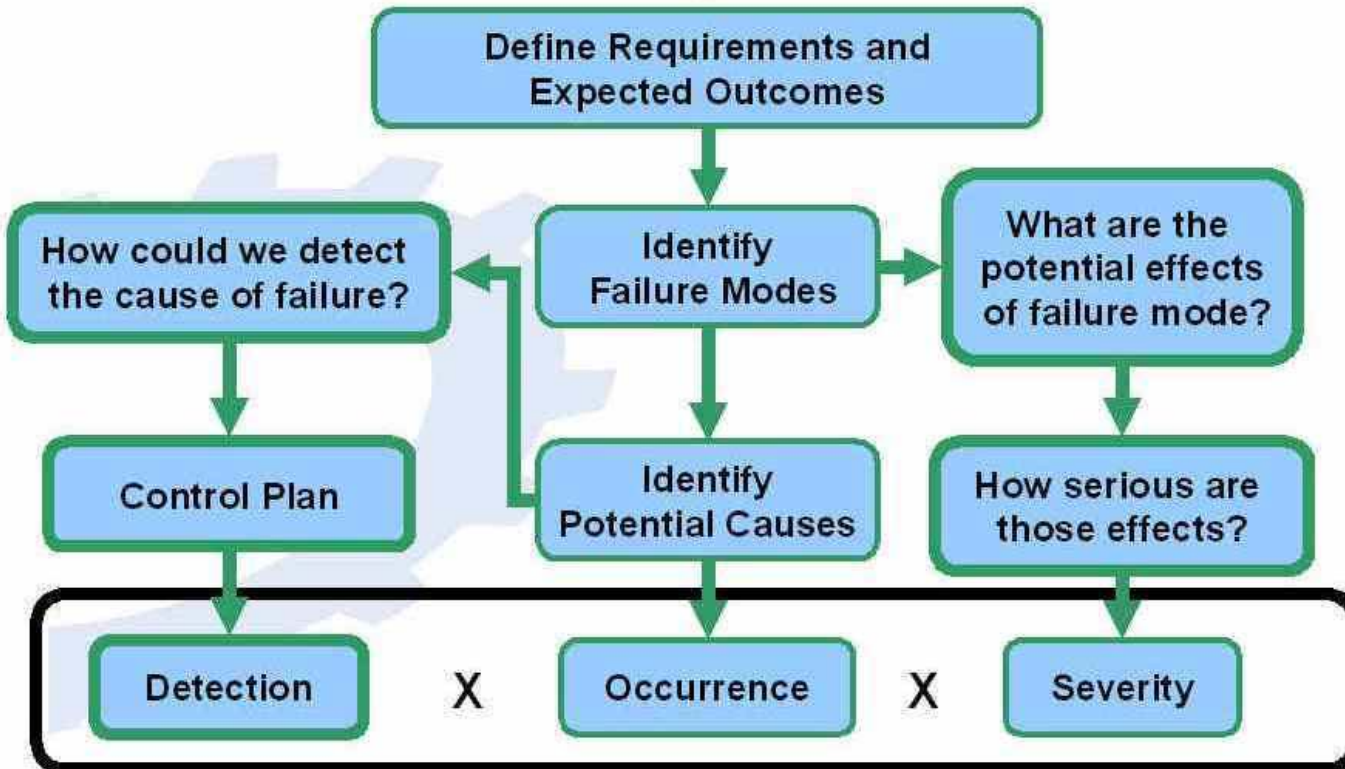 Define Requirements and
Expected Outcomes
How could we detect
the cause of failure?
Identify
Failure Modes
What are the
potential effects
of failure mode?
Control Plan
Identify
Potential Causes
How serious are
those effects?
Detection
X
Occurrence
X
Severity